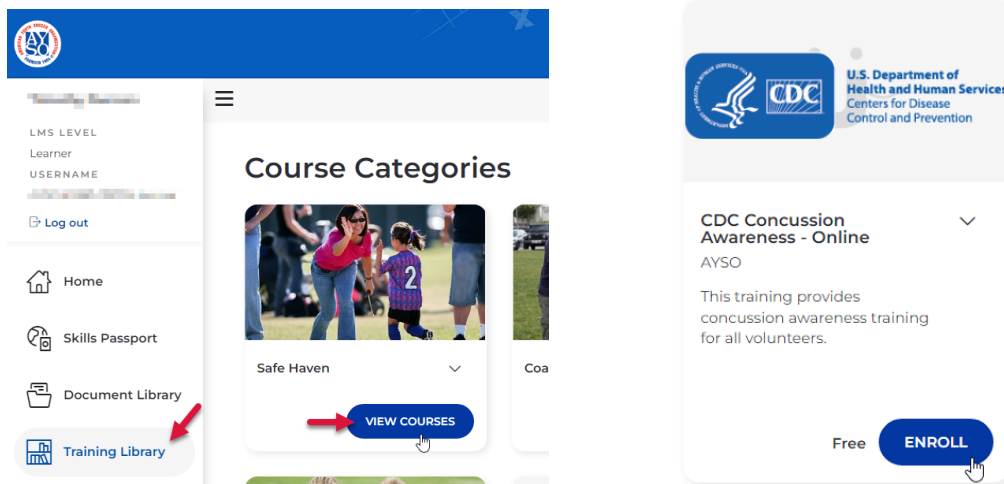 AYSO
LMS LEVEL
Learner
USERNAME
Log out
Home
Skills Passport
Document Library
Training Library
Course Categories
2
Safe Haven
VIEW COURSES
Coa
CDC
U.S. Department of
Health and Human Services
Centers for Disease
Control and Prevention
CDC Concussion
Awareness - Online
AYSO
This training provides
concussion awareness training
for all volunteers.
Free
ENROLL